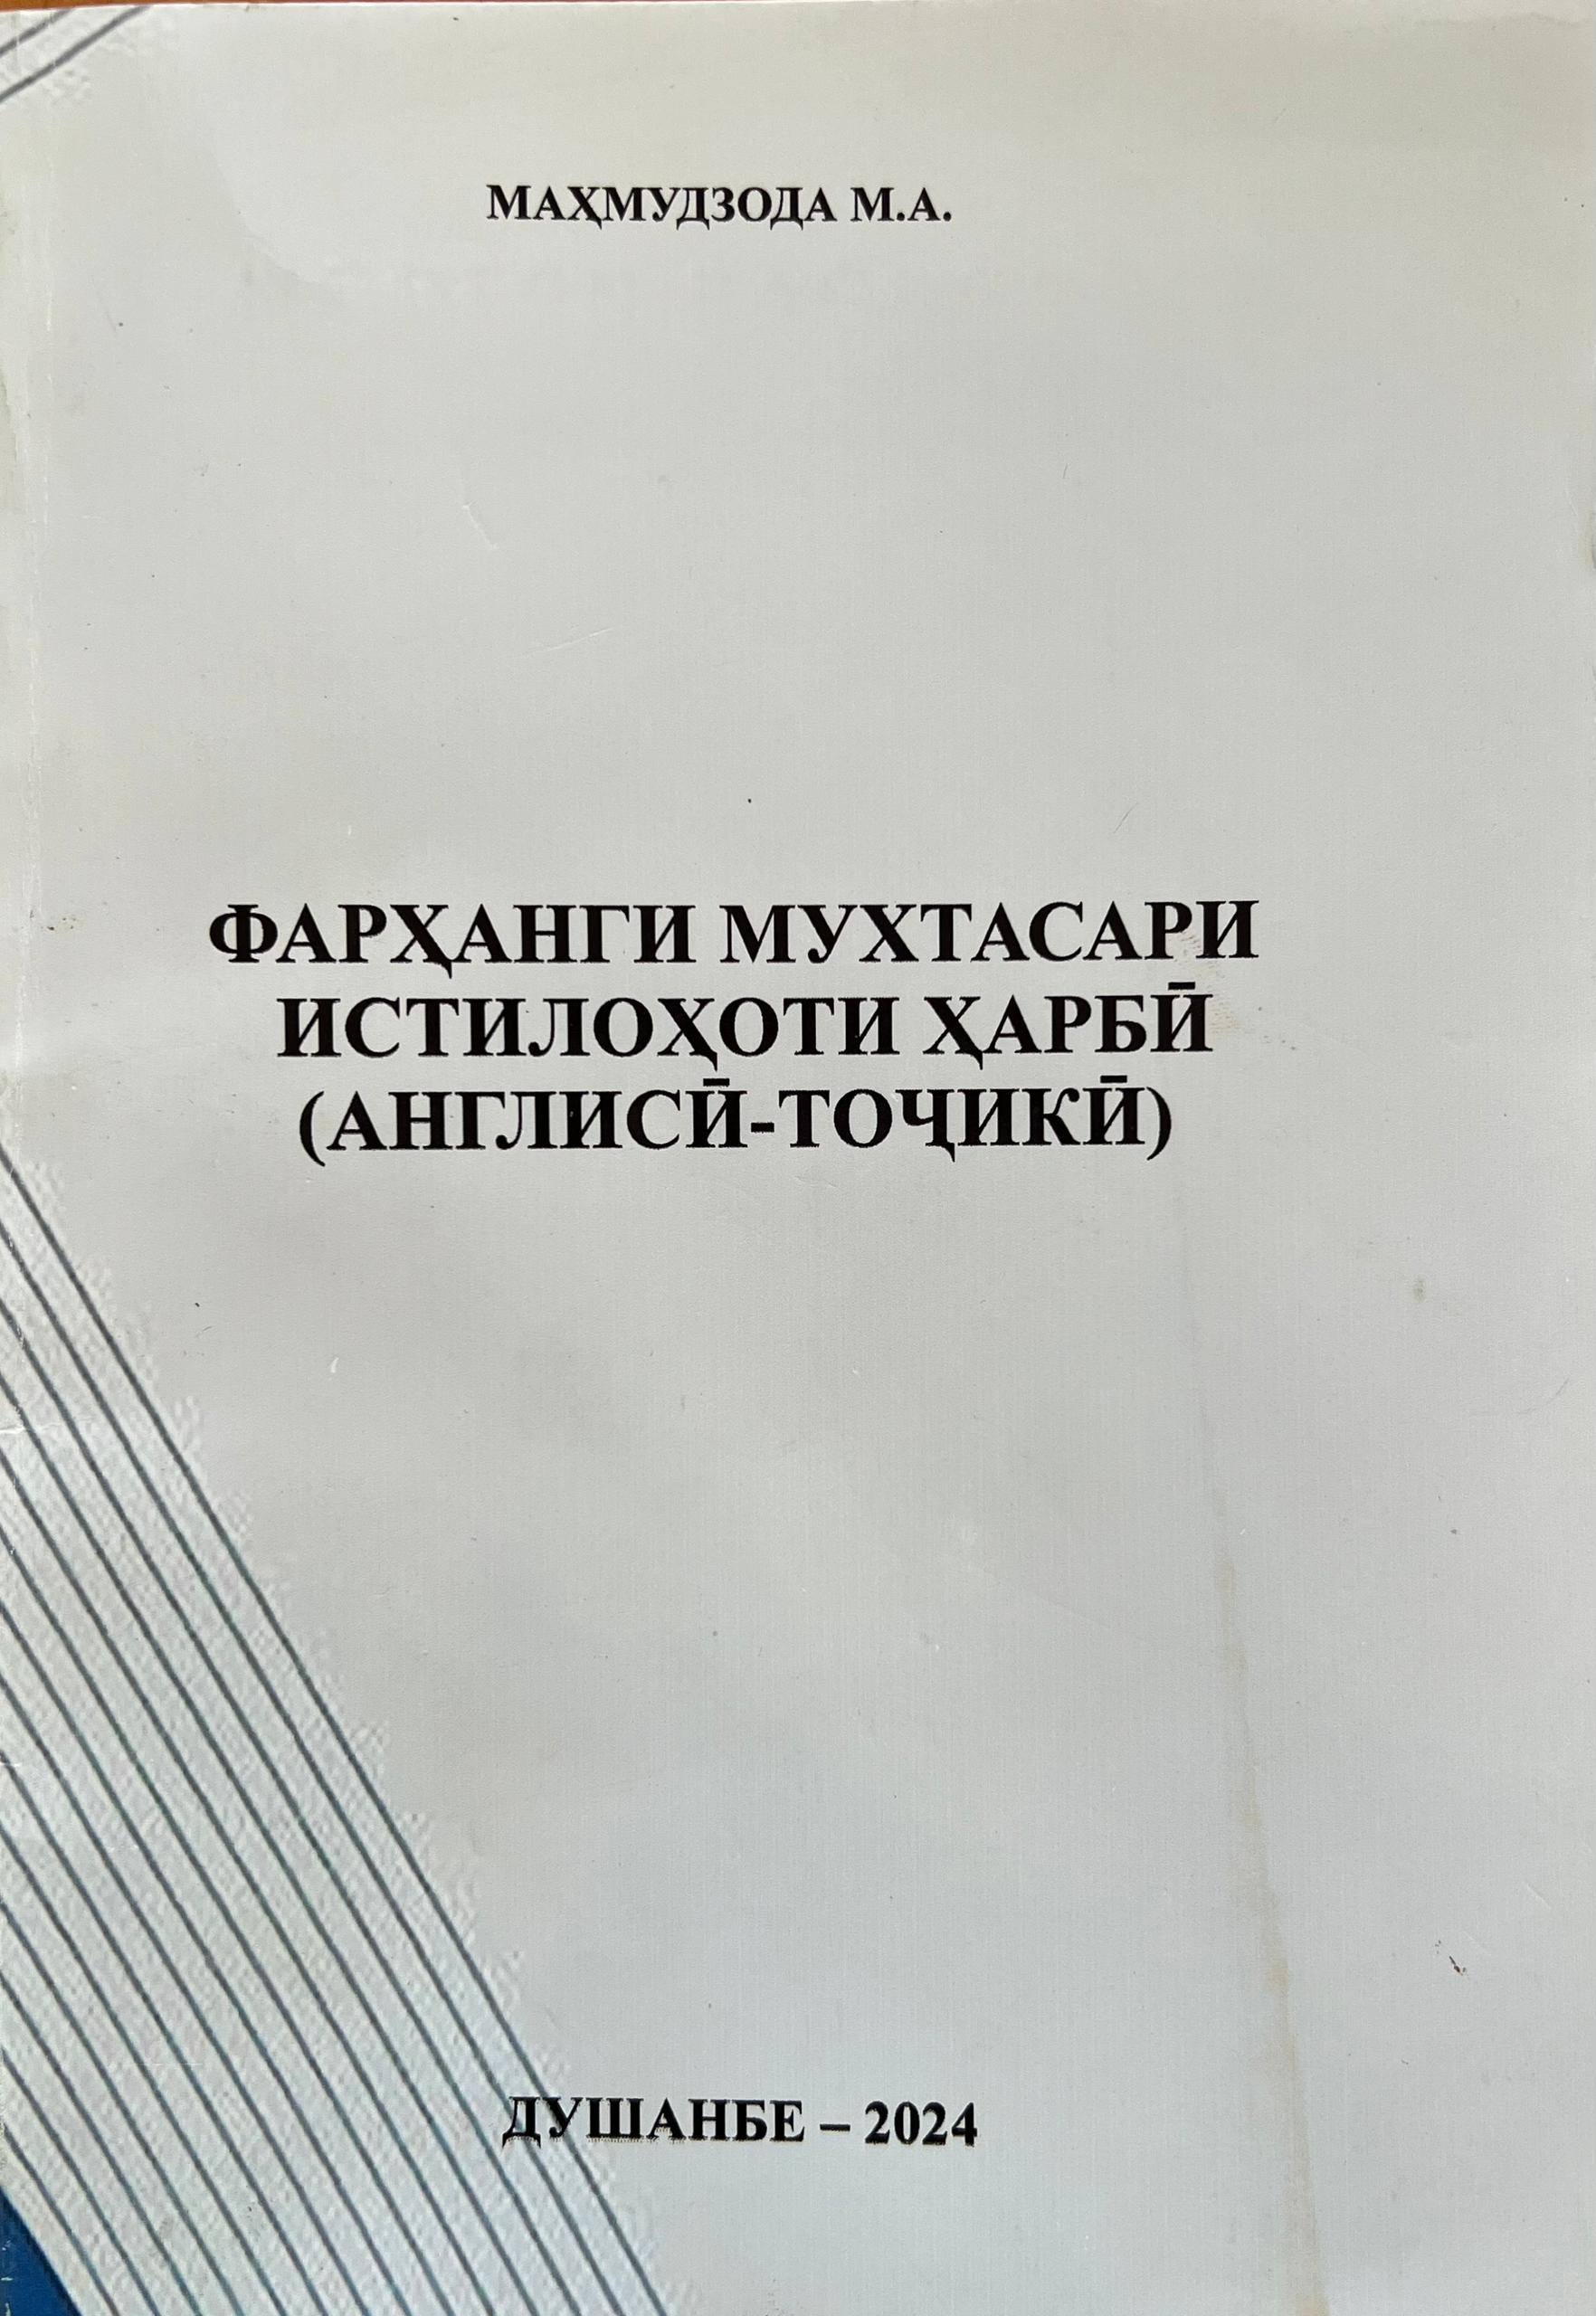 МАҲМУДЗОДА М.А.
ФАРҲАНГИ МУХТАСАРИ
ИСТИЛОҲОТИ ҲАРБӢ
(АНГЛИСӢ-ТОҶИКӢ)
ДУШАНБЕ – 2024